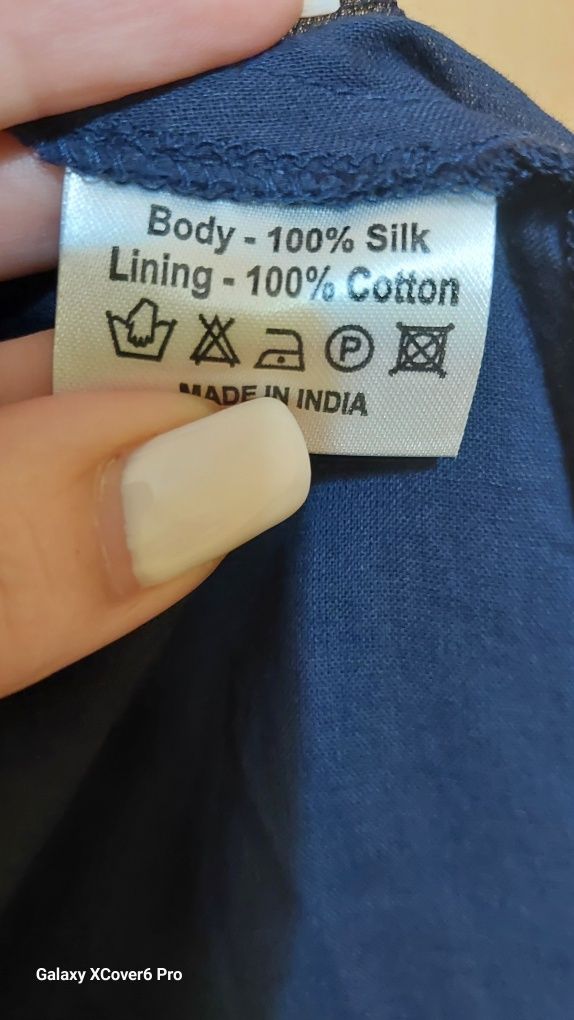 Body - 100% Silk
Lining - 100% Cotton
P
MADE IN INDIA
Galaxy XCover6 Pro